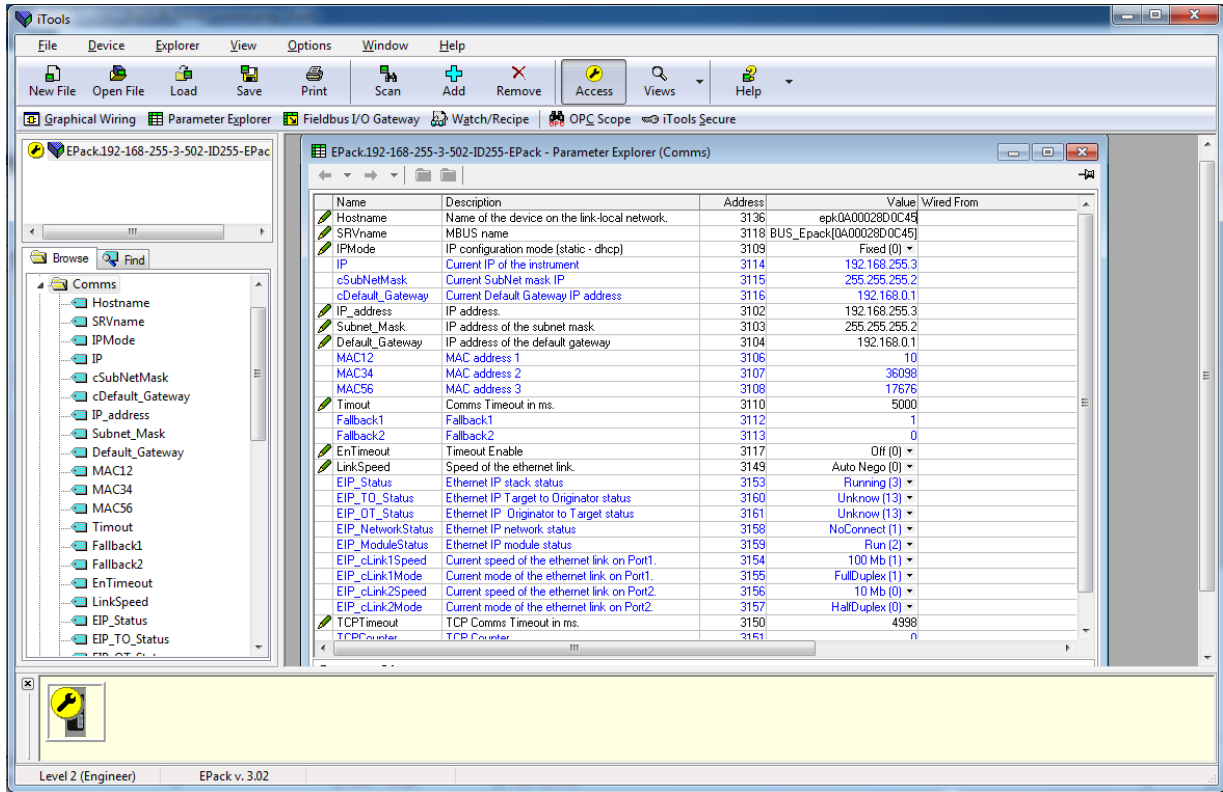 iTools
File Device Explorer View Options Window Help
New File Open File Load Save Print Scan Add Remove Access Views Help
Graphical Wiring Parameter Explorer Fieldbus I/O Gateway Watch/Recipe OPC Scope iTools Secure
EPack.192-168-255-3-502-ID255-EPac
Browse Find
Comms
Hostname
SRVname
IPMode
IP
cSubNetMask
cDefault_Gateway
IP_address
Subnet_Mask
Default_Gateway
MAC12
MAC34
MAC56
Timout
Fallback1
Fallback2
EnTimeout
LinkSpeed
EIP_Status
EIP_TO_Status
EIP_OT_Status
EPack.192-168-255-3-502-ID255-EPack - Parameter Explorer (Comms)
Name Description Address Value Wired From
Hostname Name of the device on the link-local network. 3136 epk0A00028D0C45
SRVname MBUS name 3118 BUS_Epack[0A00028D0C45]
IPMode IP configuration mode (static - dhcp) 3109 Fixed (0)
IP Current IP of the instrument 3114 192.168.255.3
cSubNetMask Current SubNet mask IP 3115 255.255.255.2
cDefault_Gateway Current Default Gateway IP address 3116 192.168.0.1
IP_address IP address. 3102 192.168.255.3
Subnet_Mask IP address of the subnet mask 3103 255.255.255.2
Default_Gateway IP address of the default gateway 3104 192.168.0.1
MAC12 MAC address 1 3106 10
MAC34 MAC address 2 3107 36098
MAC56 MAC address 3 3108 17676
Timout Comms Timeout in ms. 3110 5000
Fallback1 Fallback1 3112 1
Fallback2 Fallback2 3113 0
EnTimeout Timeout Enable 3117 Off (0)
LinkSpeed Speed of the ethernet link. 3149 Auto Nego (0)
EIP_Status Ethernet IP stack status 3153 Running (3)
EIP_TO_Status Ethernet IP Target to Originator status 3160 Unknow (13)
EIP_OT_Status Ethernet IP Originator to Target status 3161 Unknow (13)
EIP_NetworkStatus Ethernet IP network status 3158 NoConnect (1)
EIP_ModuleStatus Ethernet IP module status 3159 Run (2)
EIP_cLink1Speed Current speed of the ethernet link on Port1. 3154 100 Mb (1)
EIP_cLink1Mode Current mode of the ethernet link on Port1. 3155 FullDuplex (1)
EIP_cLink2Speed Current speed of the ethernet link on Port2. 3156 10 Mb (0)
EIP_cLink2Mode Current mode of the ethernet link on Port2. 3157 HalfDuplex (0)
TCPTimeout TCP Comms Timeout in ms. 3150 4998
TCPCounter TCP Counter 3151 0
Level 2 (Engineer) EPack v. 3.02